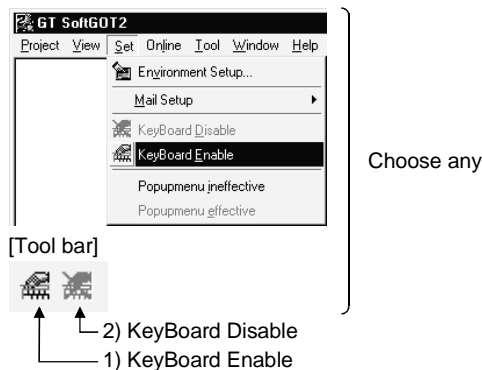 GT SoftGOT2
Project View Set Online Tool Window Help
Environment Setup...
Mail Setup
KeyBoard Disable
KeyBoard Enable
Popupmenu ineffective
Popupmenu effective
Choose any
[Tool bar]
2) KeyBoard Disable
1) KeyBoard Enable